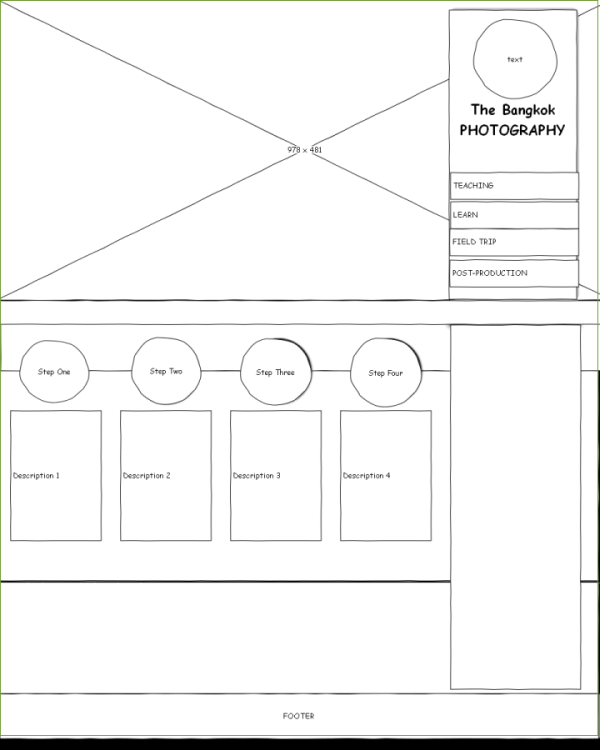 text
The Bangkok
PHOTOGRAPHY
978 x 481
TEACHING
LEARN
FIELD TRIP
POST-PRODUCTION
Step One
Step Two
Step Three
Step Four
Description 1
Description 2
Description 3
Description 4
FOOTER